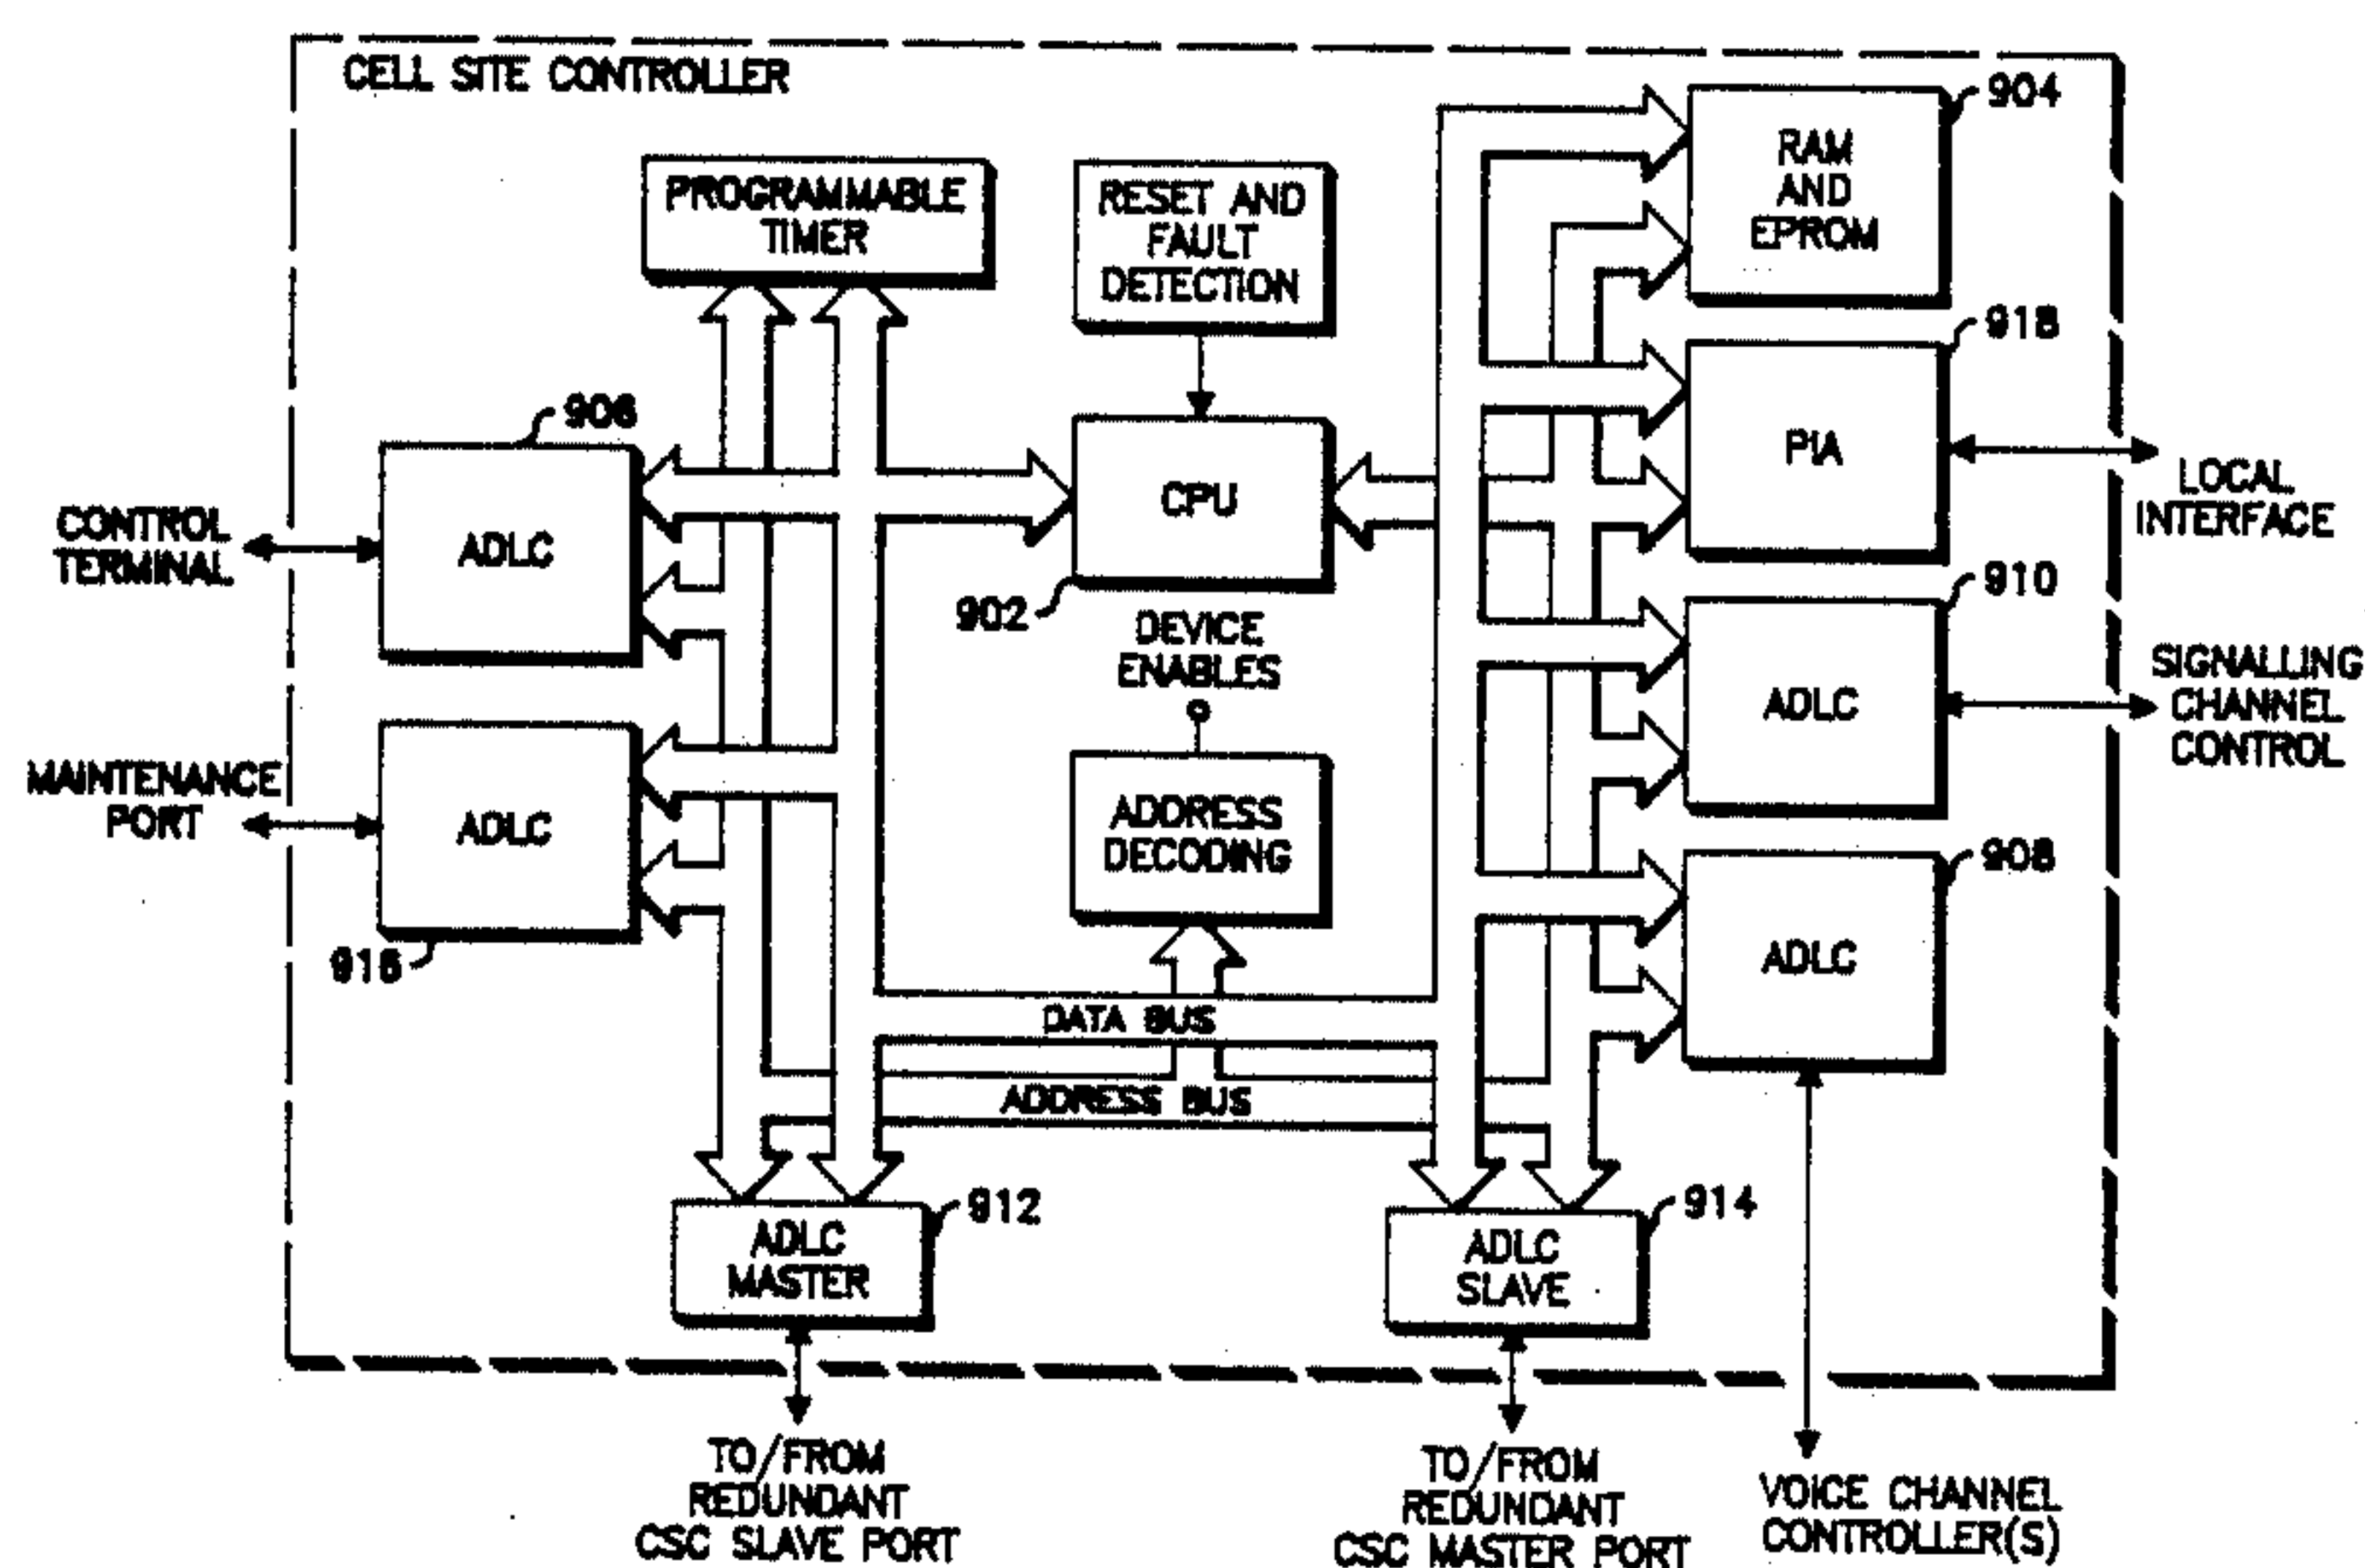 CELL SITE CONTROLLER
904
RAM
AND
EPROM
PROGRAMMABLE
TIMER
RESET AND
FAULT
DETECTION
918
PIA
LOCAL
INTERFACE
906
ADLC
CONTROL
TERMINAL
CPU
902
DEVICE
ENABLES
910
ADLC
SIGNALLING
CHANNEL
CONTROL
MAINTENANCE
PORT
ADLC
916
ADDRESS
DECODING
908
ADLC
DATA BUS
ADDRESS BUS
912
ADLC
MASTER
914
ADLC
SLAVE
TO/FROM
REDUNDANT
CSC SLAVE PORT
TO/FROM
REDUNDANT
CSC MASTER PORT
VOICE CHANNEL
CONTROLLER(S)